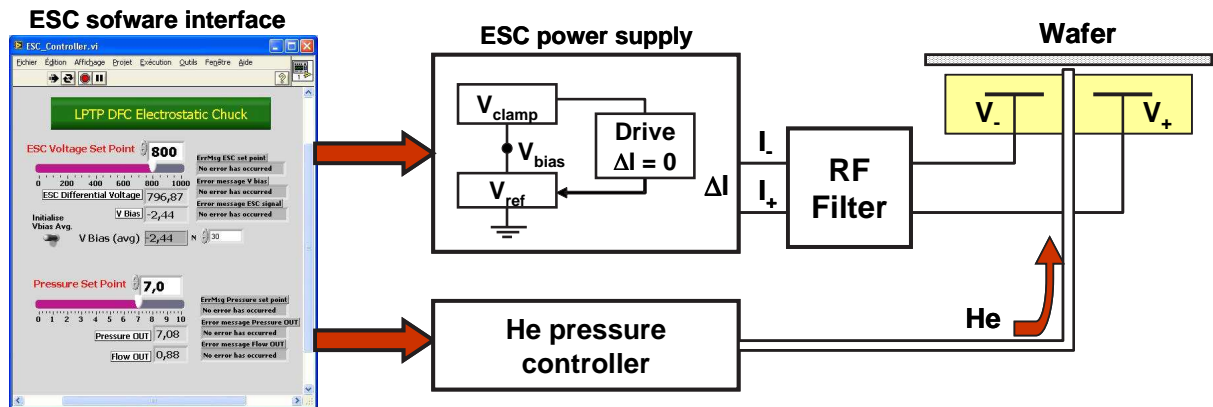 ESC sofware interface
ESC_Controller.vi
Fichier Édition Affichage Projet Exécution Outils Fenêtre Aide
1
LPTP DFC Electrostatic Chuck
ESC Voltage Set Point 800
0 200 400 600 800 1000
ErrMsg ESC set point
No error has occurred
ESC Differential Voltage 796,87
Error message V bias
No error has occurred
V Bias -2,44
Error message ESC signal
No error has occurred
Initialise
Vbias Avg.
V Bias (avg) -2,44 N 30
Pressure Set Point 7,0
0 1 2 3 4 5 6 7 8 9 10
ErrMsg Pressure set point
No error has occurred
Pressure OUT 7,08
Error message Pressure OUT
No error has occurred
Flow OUT 0,88
Error message Flow OUT
No error has occurred
ESC power supply
Vclamp
Vbias
Vref
Drive
ΔI = 0
ΔI
I-
I+
RF
Filter
Wafer
V-
V+
He pressure
controller
He